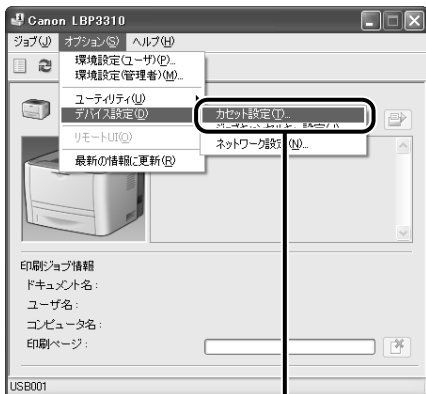 Canon LBP3310
ジョブ(J) オプション(S) ヘルプ(H)
環境設定(ユーザ)(P)...
環境設定(管理者)(M)...
ユーティリティ(U)
デバイス設定(D)
カセット設定(T)...
ネットワーク設定(N)...
リモートUI(O)
最新の情報に更新(R)
印刷ジョブ情報
ドキュメント名:
ユーザ名:
コンピュータ名:
印刷ページ:
USB001